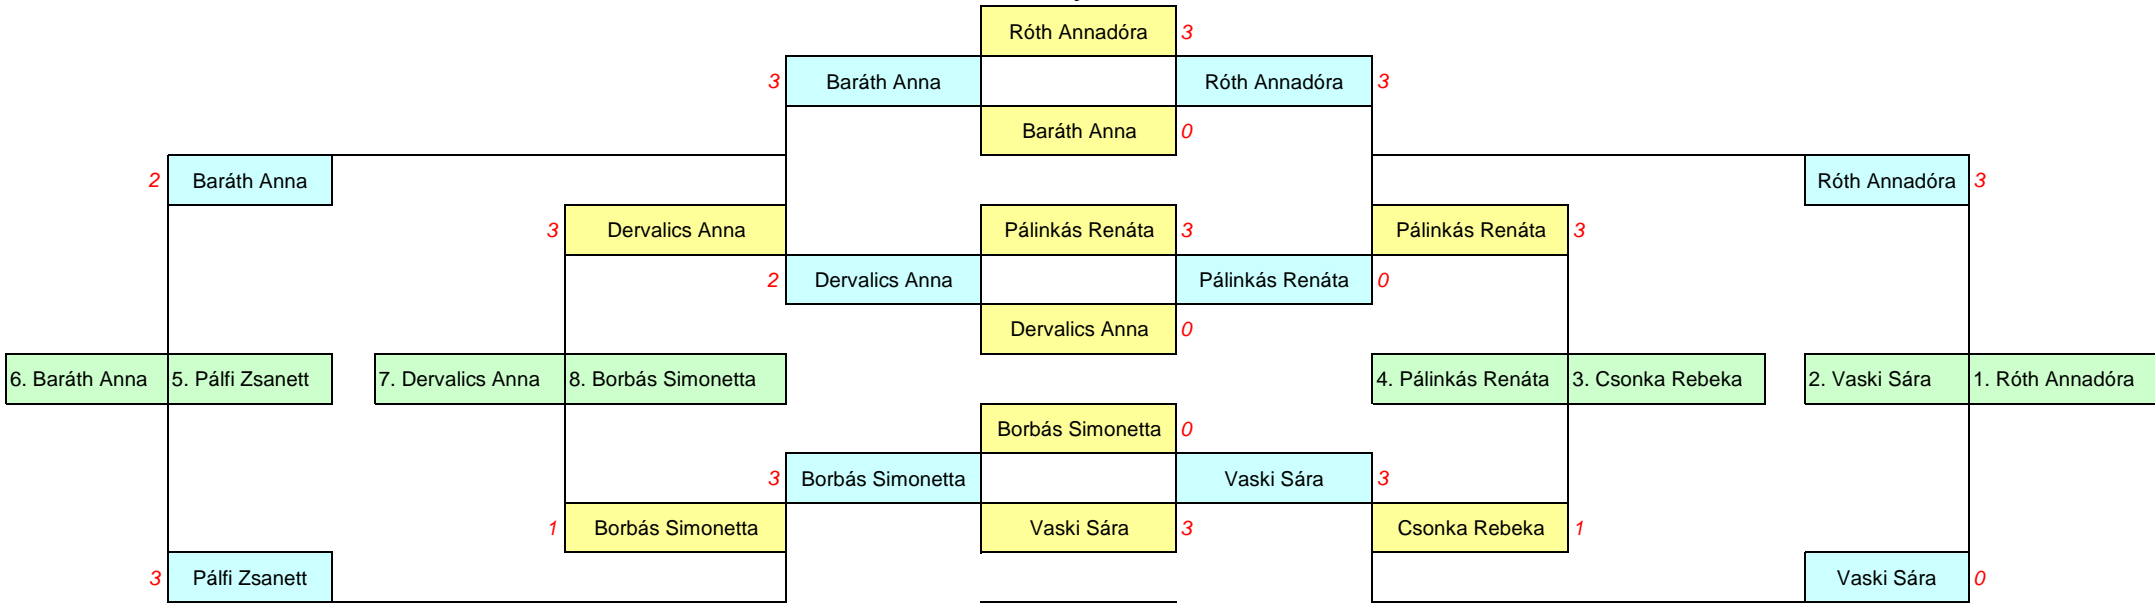 Róth Annadóra 3
3 Baráth Anna Róth Annadóra 3
Baráth Anna 0
2 Baráth Anna Róth Annadóra 3
3 Dervalics Anna Pálinkás Renáta 3 Pálinkás Renáta 3
2 Dervalics Anna Pálinkás Renáta 0
Dervalics Anna 0
6. Baráth Anna 5. Pálfi Zsanett 7. Dervalics Anna 8. Borbás Simonetta 4. Pálinkás Renáta 3. Csonka Rebeka 2. Vaski Sára 1. Róth Annadóra
Borbás Simonetta 0
3 Borbás Simonetta Vaski Sára 3
1 Borbás Simonetta Vaski Sára 3 Csonka Rebeka 1
3 Pálfi Zsanett Vaski Sára 0